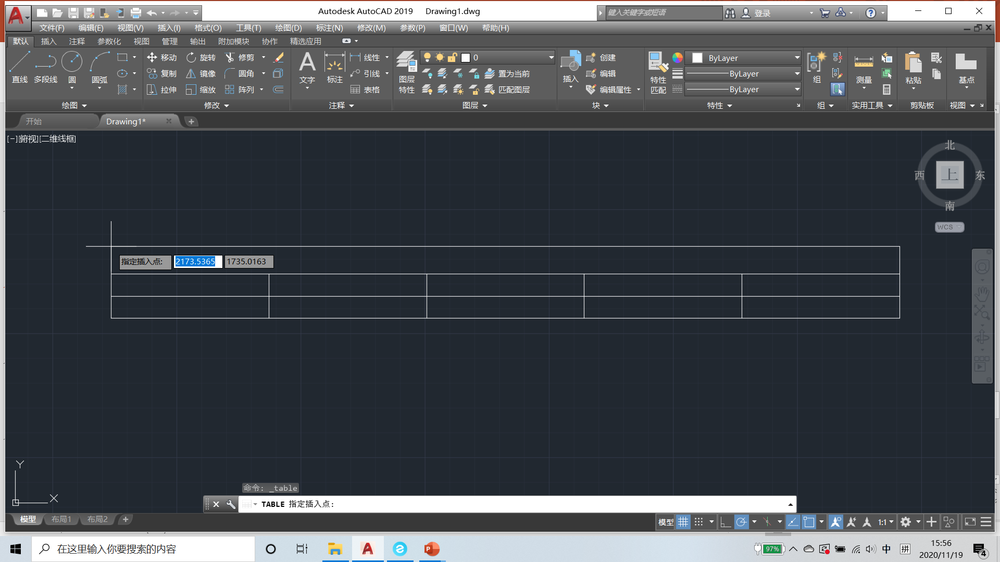 Autodesk AutoCAD 2019 Drawing1.dwg
键入关键字或短语
登录
文件(F) 编辑(E) 视图(V) 插入(I) 格式(O) 工具(T) 绘图(D) 标注(N) 修改(M) 参数(P) 窗口(W) 帮助(H)
默认 插入 注释 参数化 视图 管理 输出 附加模块 协作 精选应用
移动 旋转 修剪 线性 0 创建 ByLayer
直线 多段线 圆 圆弧 复制 镜像 圆角 文字 标注 引线 图层 特性 置为当前 插入 编辑 特性 匹配 ByLayer 组 测量 粘贴 基点
拉伸 缩放 阵列 表格 匹配图层 编辑属性 ByLayer
绘图 修改 注释 图层 块 特性 组 实用工具 剪贴板 视图
开始 Drawing1*
[−][俯视][二维线框]
北
西 上 东
南
WCS
指定插入点: 2173.5365 1735.0163
Y
X
命令: _table
TABLE 指定插入点:
模型 布局1 布局2
模型 1:1
在这里输入你要搜索的内容
97%
中 拼
15:56
2020/11/19
4